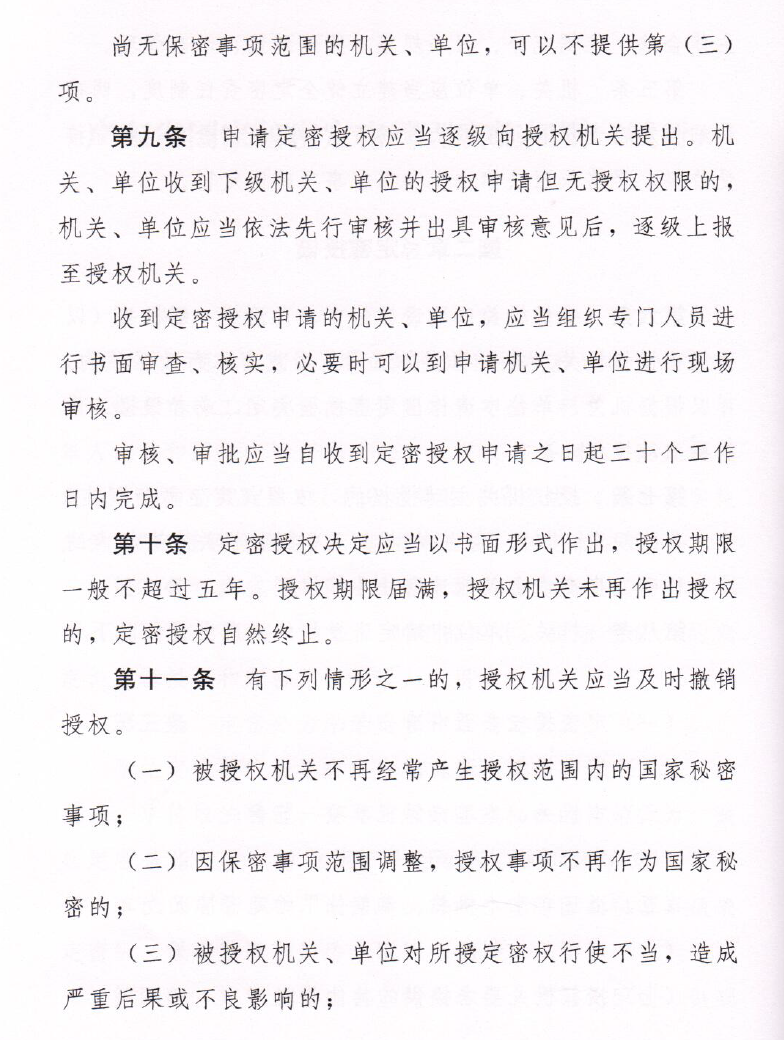 尚无保密事项范围的机关、单位，可以不提供第（三）
项。
第九条　申请定密授权应当逐级向授权机关提出。机
关、单位收到下级机关、单位的授权申请但无授权权限的，
机关、单位应当依法先行审核并出具审核意见后，逐级上报
至授权机关。
收到定密授权申请的机关、单位，应当组织专门人员进
行书面审查、核实，必要时可以到申请机关、单位进行现场
审核。
审核、审批应当自收到定密授权申请之日起三十个工作
日内完成。
第十条　定密授权决定应当以书面形式作出，授权期限
一般不超过五年。授权期限届满，授权机关未再作出授权
的，定密授权自然终止。
第十一条　有下列情形之一的，授权机关应当及时撤销
授权。
（一）被授权机关不再经常产生授权范围内的国家秘密
事项；
（二）因保密事项范围调整，授权事项不再作为国家秘
密的；
（三）被授权机关、单位对所授定密权行使不当，造成
严重后果或不良影响的；